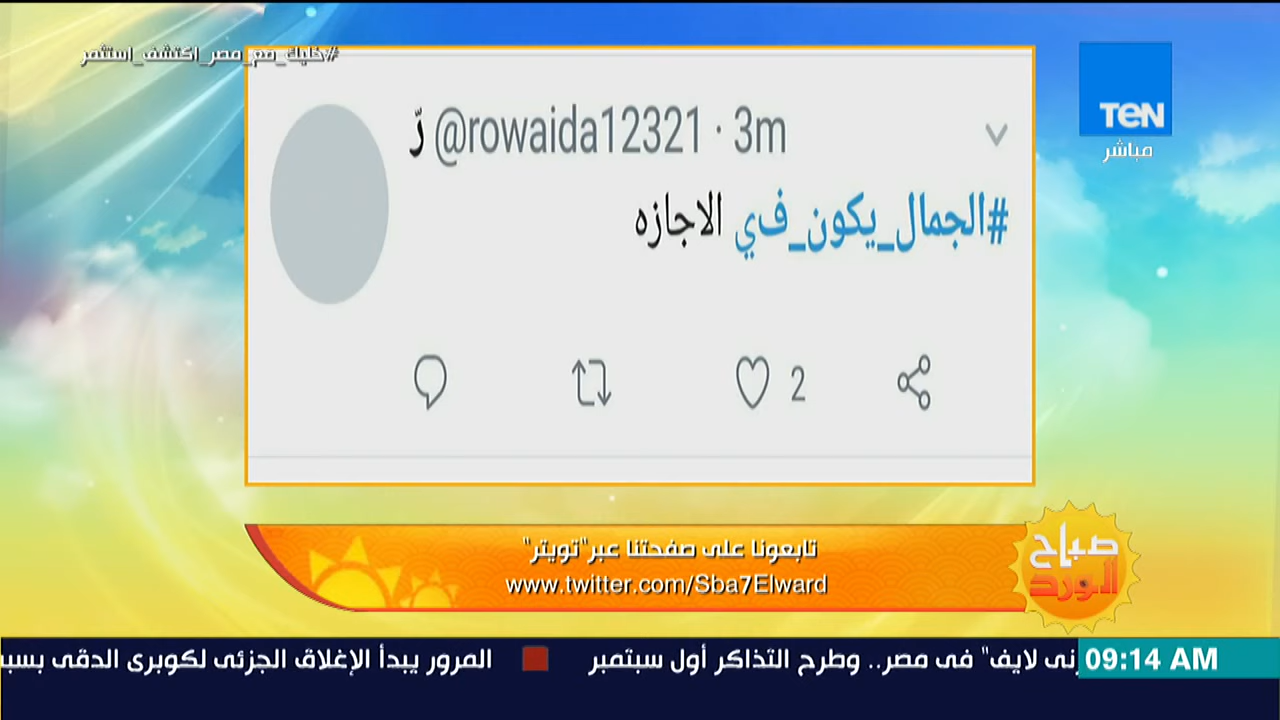 #خليك_مع_مصر_اكتشف_استثمر
TEN
مباشر
رّ @rowaida12321 · 3m
#الجمال_يكون_في الاجازه
2
تابعونا على صفحتنا عبر"تويتر"
www.twitter.com/Sba7Elward
صباح
الورد
09:14 AM
لايف" فى مصر.. وطرح التذاكر أول سبتمبر
المرور يبدأ الإغلاق الجزئى لكوبرى الدقى